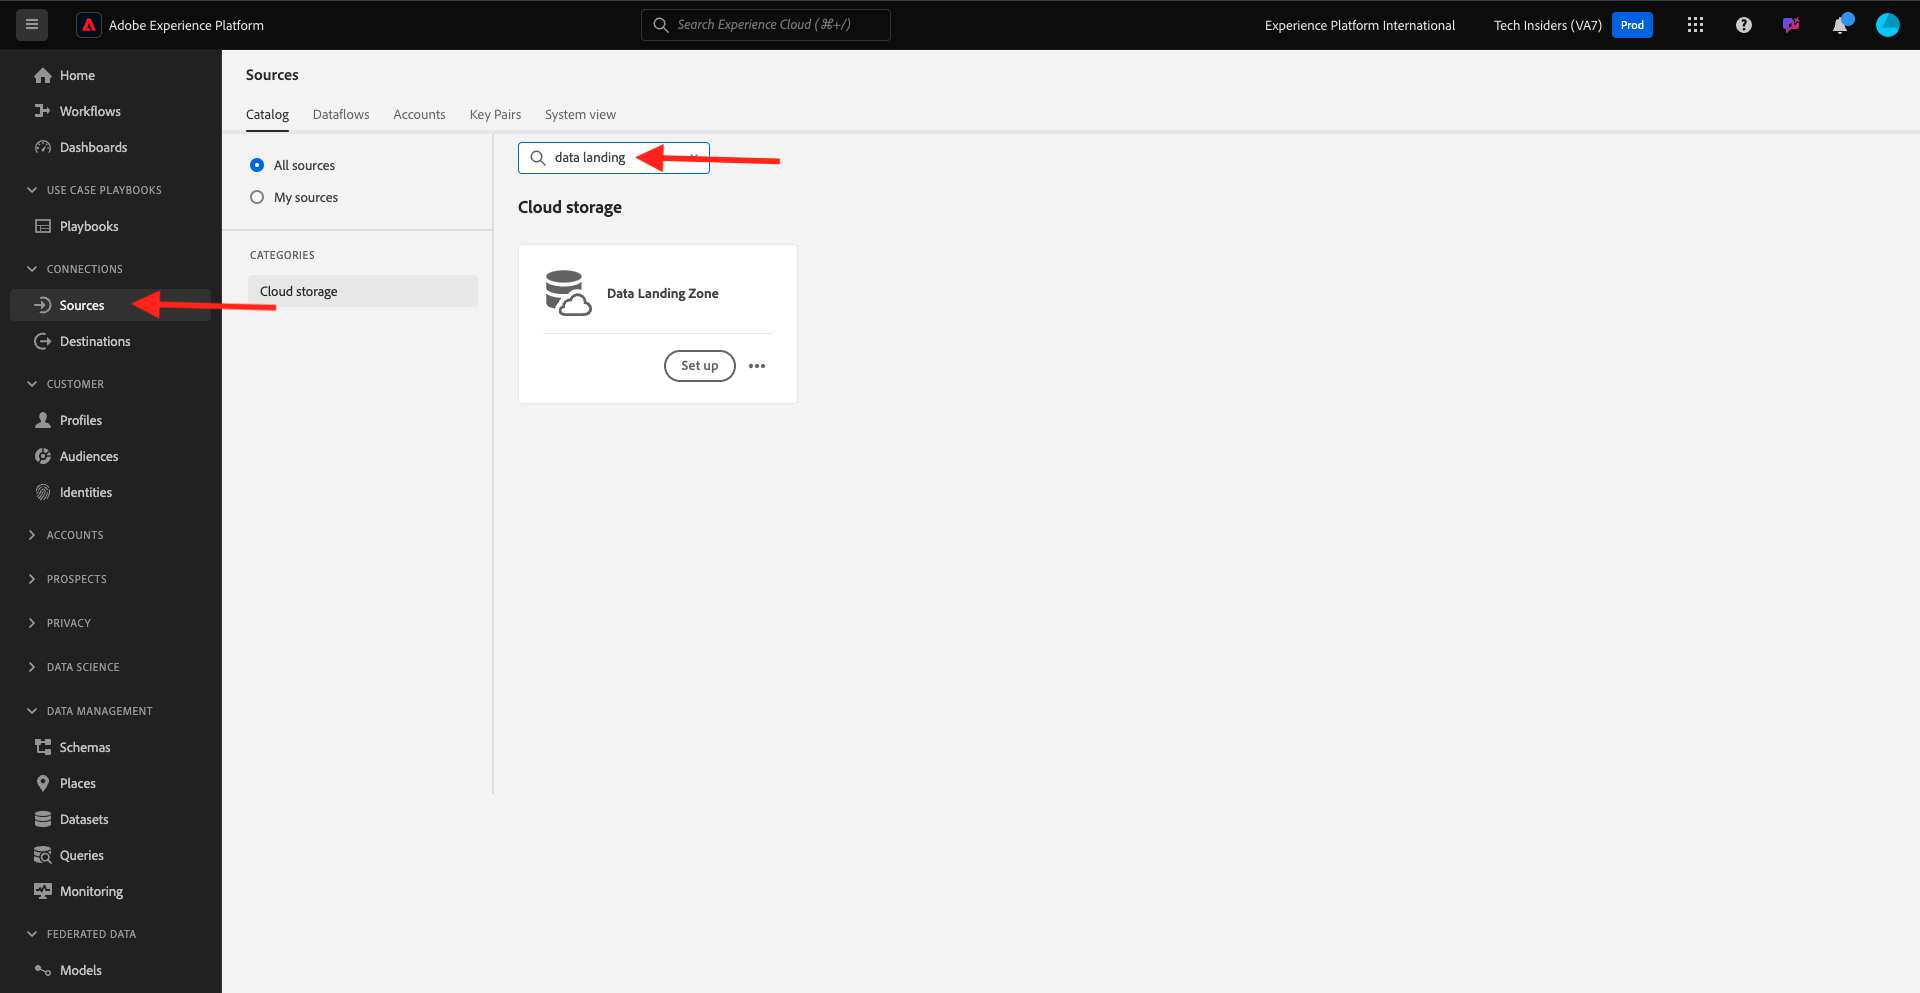 Adobe Experience Platform
Search Experience Cloud (⌘+/)
Experience Platform International
Tech Insiders (VA7)
Prod
Home
Workflows
Dashboards
USE CASE PLAYBOOKS
Playbooks
CONNECTIONS
Sources
Destinations
CUSTOMER
Profiles
Audiences
Identities
ACCOUNTS
PROSPECTS
PRIVACY
DATA SCIENCE
DATA MANAGEMENT
Schemas
Places
Datasets
Queries
Monitoring
FEDERATED DATA
Models
Sources
Catalog
Dataflows
Accounts
Key Pairs
System view
All sources
My sources
CATEGORIES
Cloud storage
data landing
Cloud storage
Data Landing Zone
Set up